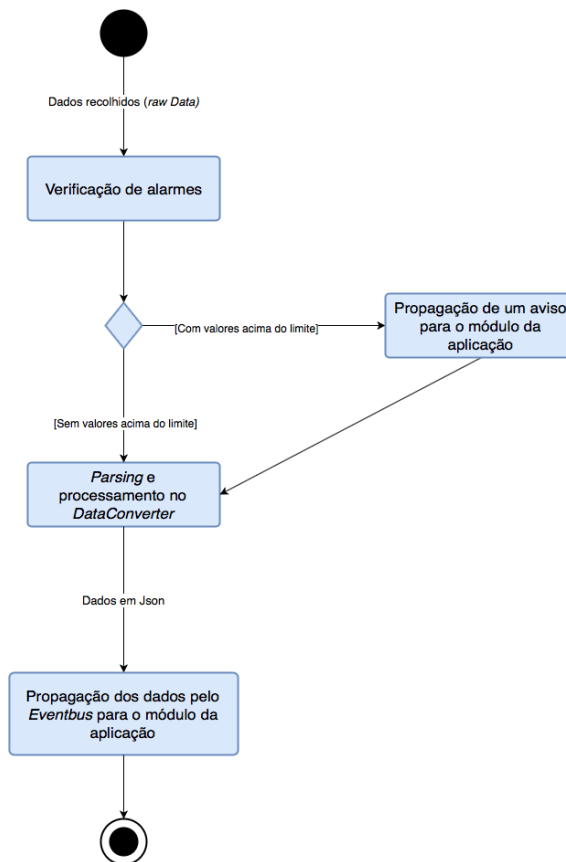 Dados recolhidos (raw Data)
Verificação de alarmes
[Com valores acima do limite]
Propagação de um aviso
para o módulo da
aplicação
[Sem valores acima do limite]
Parsing e
processamento no
DataConverter
Dados em Json
Propagação dos dados pelo
Eventbus para o módulo da
aplicação